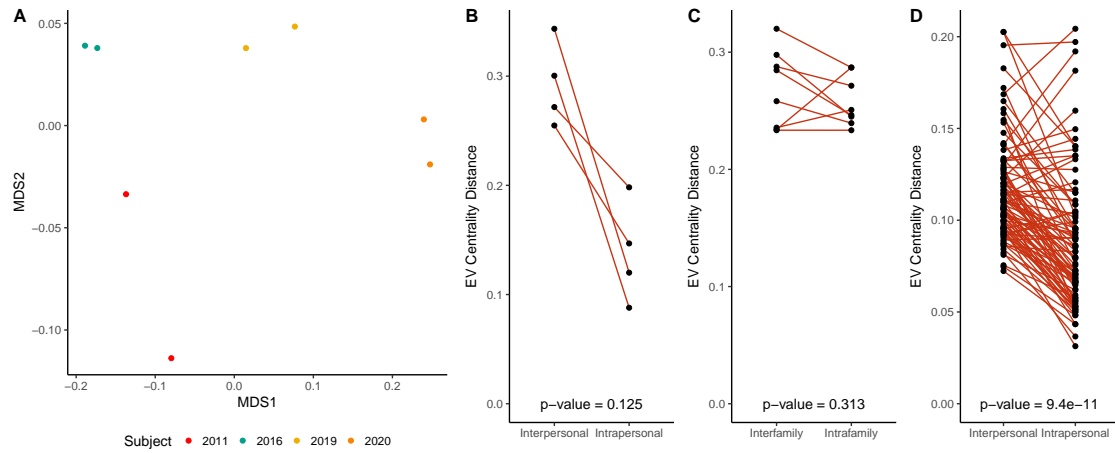 A
0.05
0.00
−0.05
−0.10
MDS2
−0.2 −0.1 0.0 0.1 0.2
MDS1
Subject 2011 2016 2019 2020
B
0.3
0.2
0.1
0.0
EV Centrality Distance
p−value = 0.125
Interpersonal Intrapersonal
C
0.3
0.2
0.1
0.0
EV Centrality Distance
p−value = 0.313
Interfamily Intrafamily
D
0.20
0.15
0.10
0.05
0.00
EV Centrality Distance
p−value = 9.4e−11
Interpersonal Intrapersonal